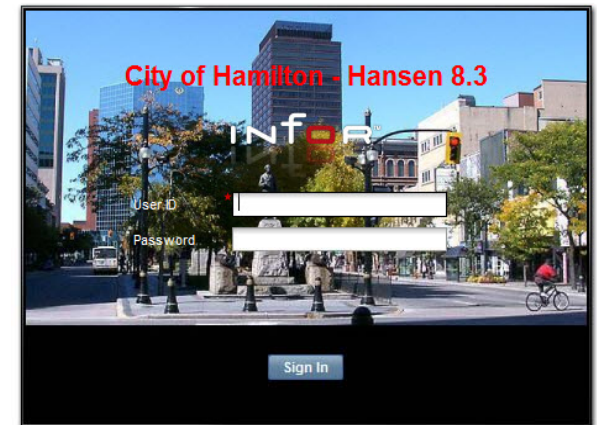 City of Hamilton - Hansen 8.3
infor
User ID *
Password
Sign In